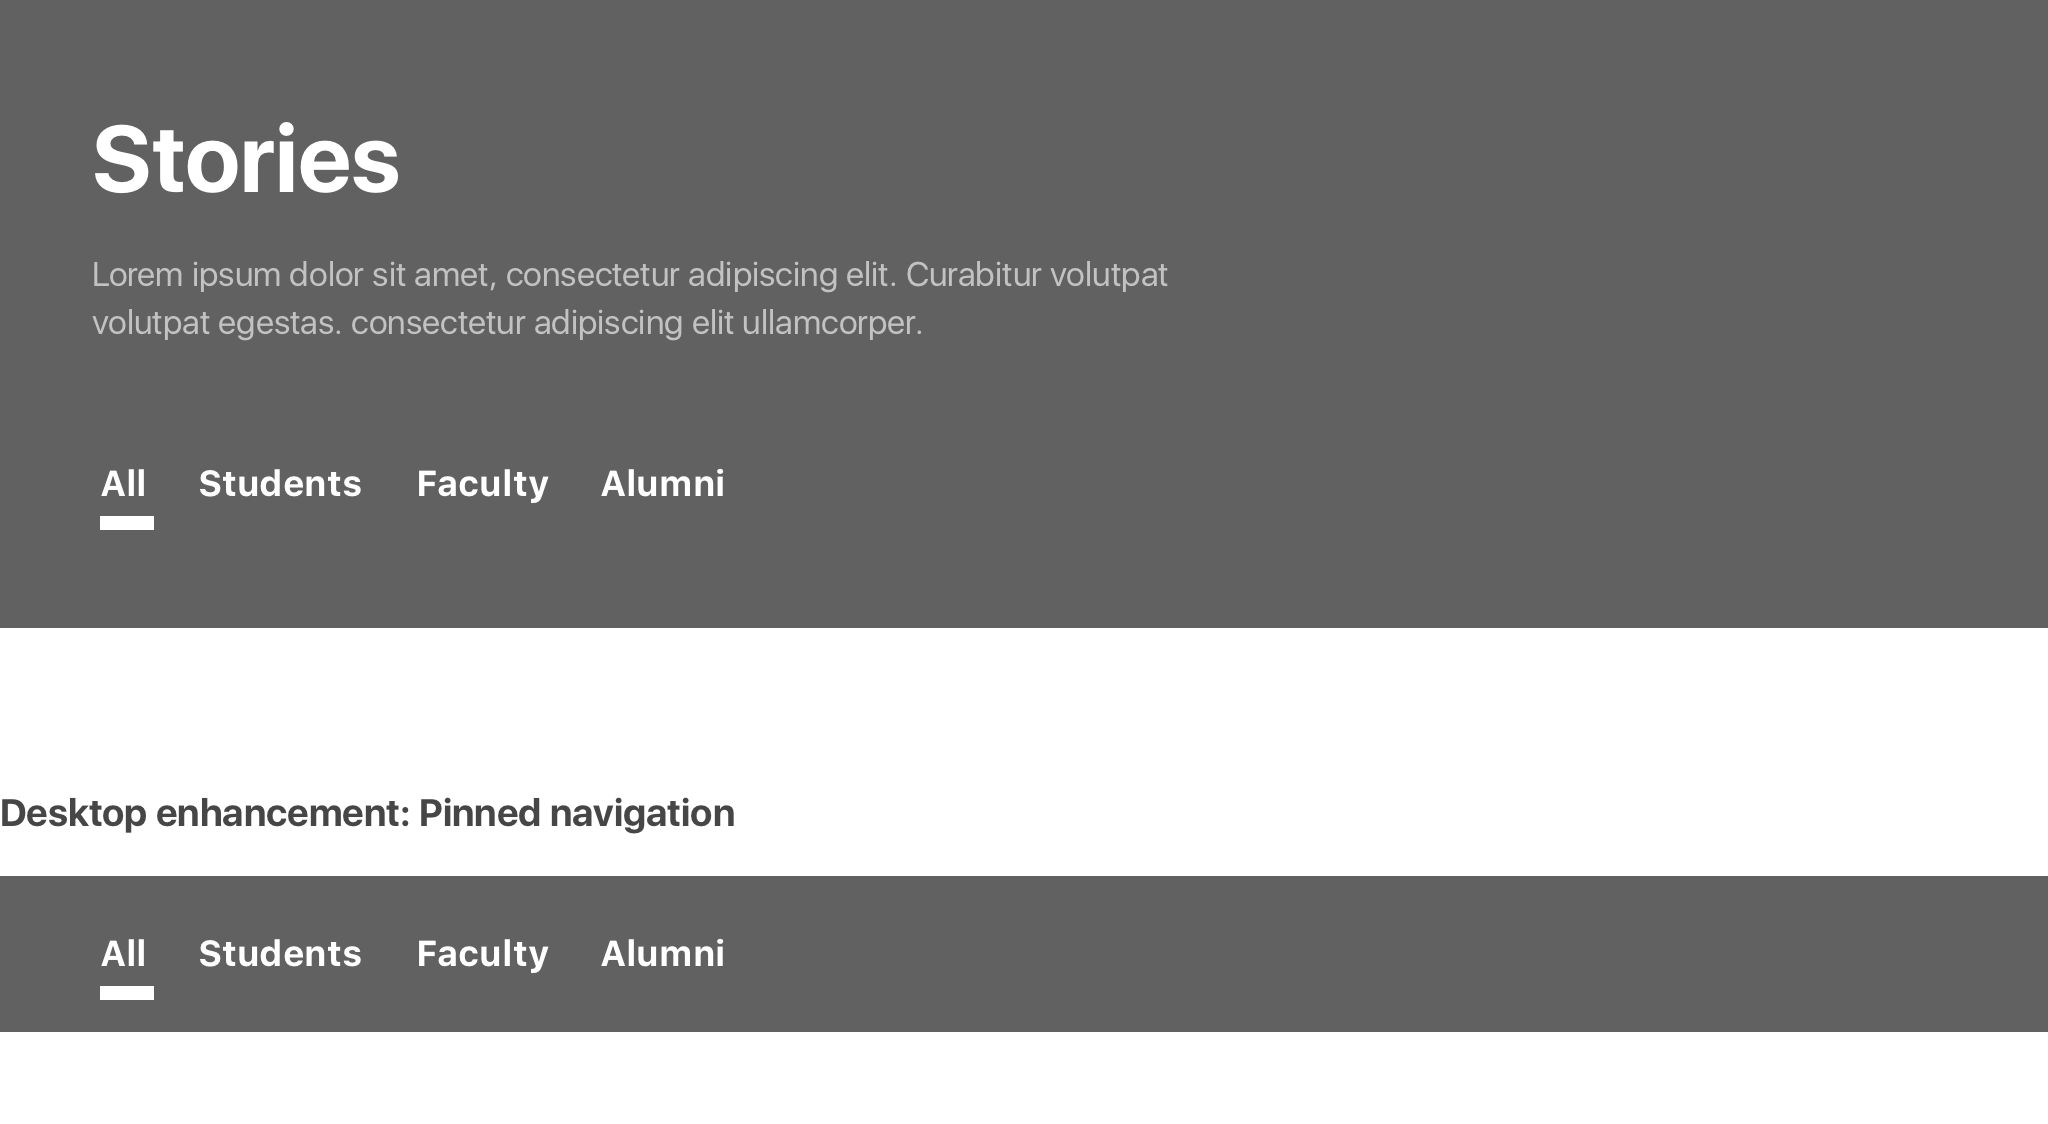 Stories
Lorem ipsum dolor sit amet, consectetur adipiscing elit. Curabitur volutpat
volutpat egestas. consectetur adipiscing elit ullamcorper.
All Students Faculty Alumni
Desktop enhancement: Pinned navigation
All Students Faculty Alumni